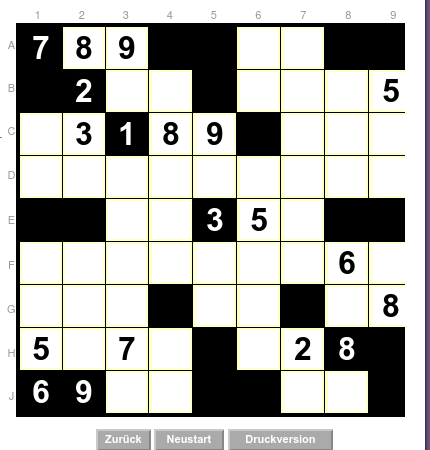 1 2 3 4 5 6 7 8 9
A 7 8 9
B 2 5
C 3 1 8 9
D
E 3 5
F 6
G 8
H 5 7 2 8
J 6 9
Zurück Neustart Druckversion